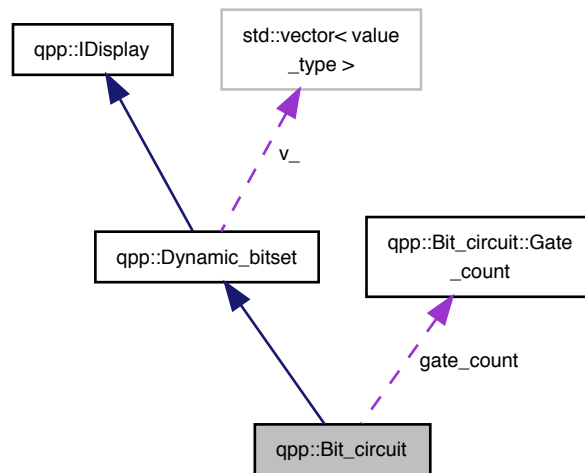 qpp::IDisplay
std::vector< value
_type >
v_
qpp::Dynamic_bitset
qpp::Bit_circuit::Gate
_count
gate_count
qpp::Bit_circuit